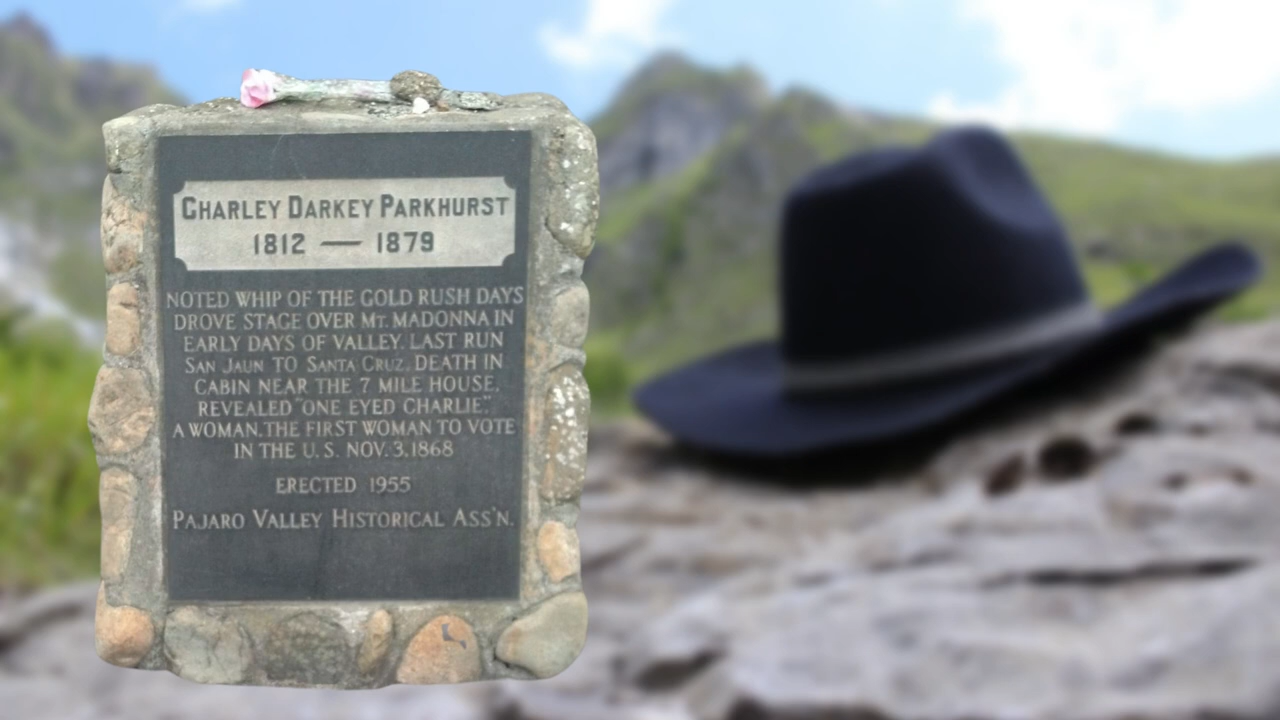 CHARLEY DARKEY PARKHURST
1812 — 1879
NOTED WHIP OF THE GOLD RUSH DAYS
DROVE STAGE OVER MT. MADONNA IN
EARLY DAYS OF VALLEY. LAST RUN
SAN JAUN TO SANTA CRUZ. DEATH IN
CABIN NEAR THE 7 MILE HOUSE,
REVEALED "ONE EYED CHARLIE",
A WOMAN. THE FIRST WOMAN TO VOTE
IN THE U. S. NOV. 3, 1868
ERECTED 1955
PAJARO VALLEY HISTORICAL ASS'N.